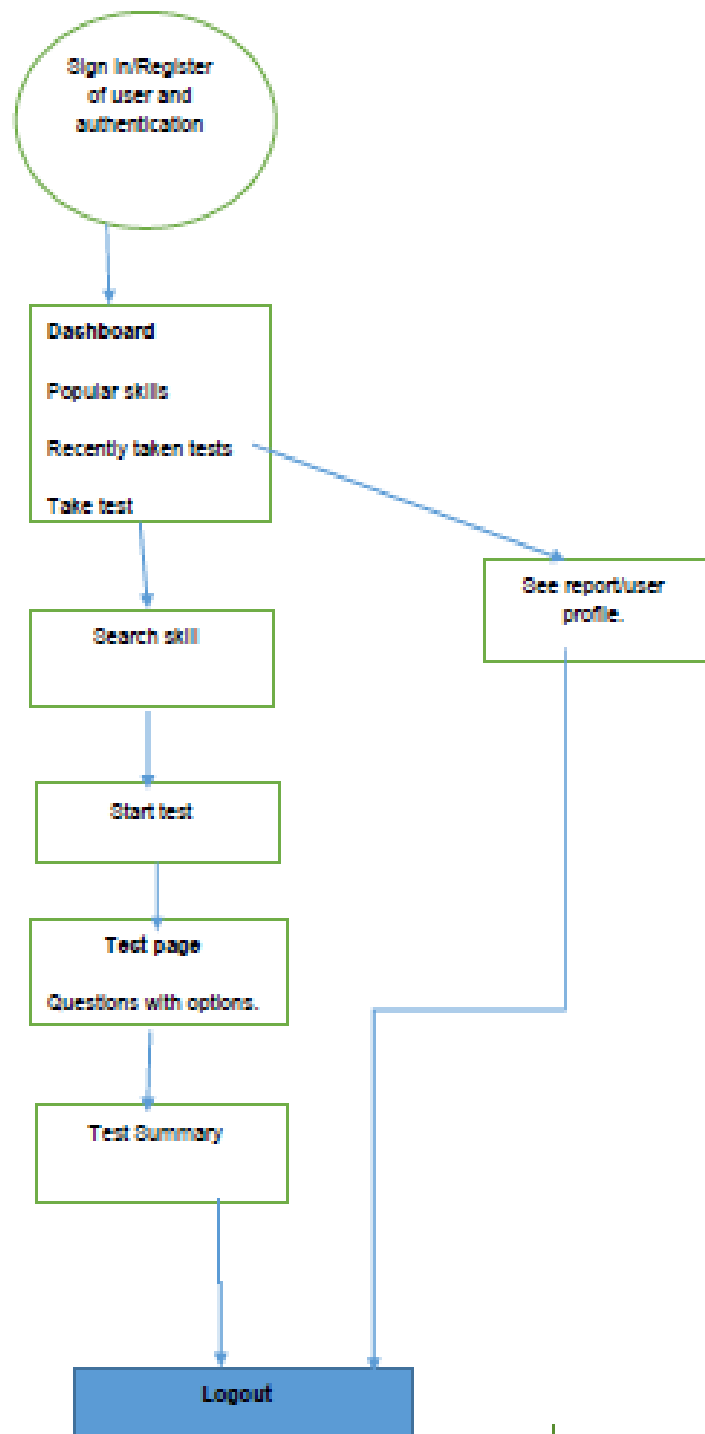 Sign in/Register
of user and
authentication
Dashboard
Popular skills
Recently taken tests
Take test
See report/user
profile.
Search skill
Start test
Test page
Questions with options.
Test Summary
Logout